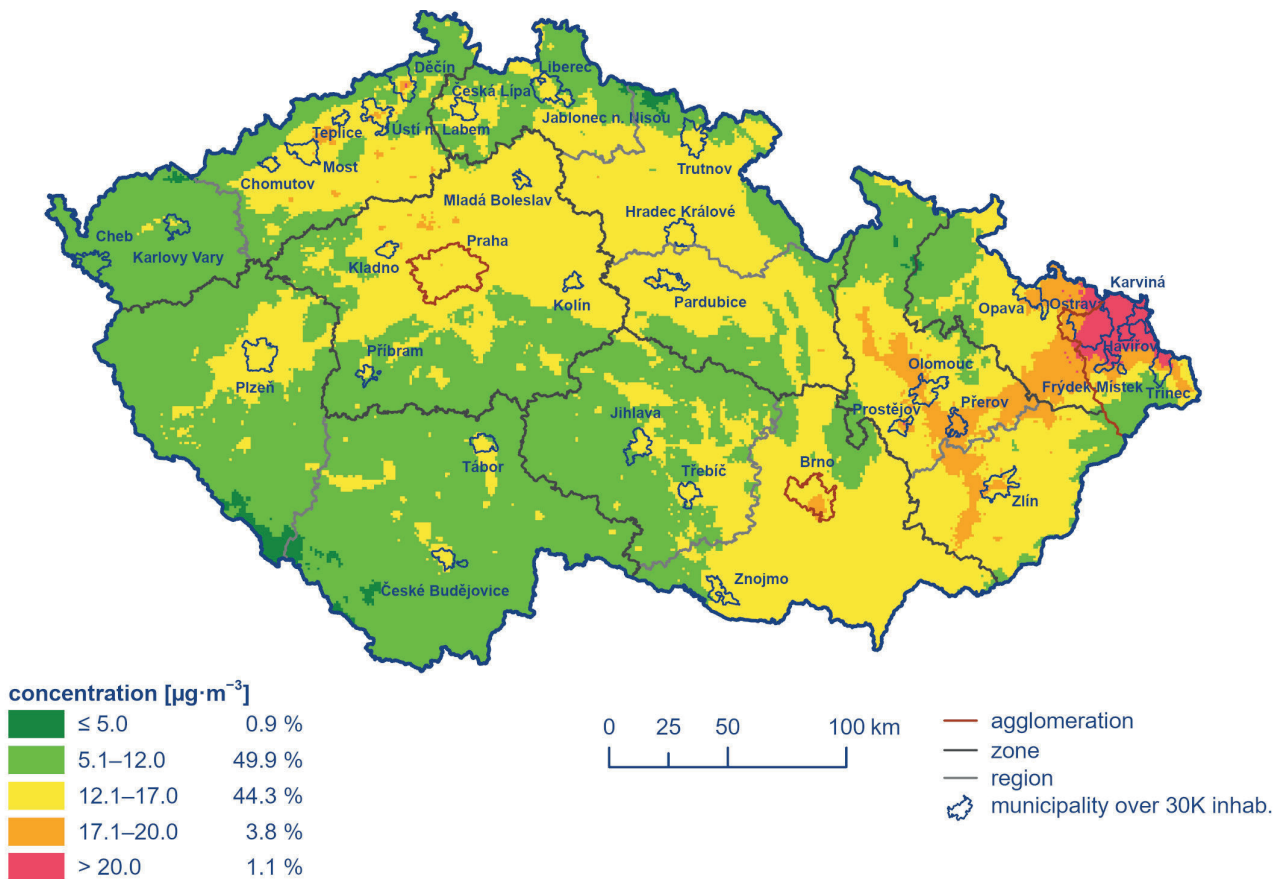 Děčín
Liberec
Česká Lípa
Jablonec n. Nisou
Teplice
Ústí n. Labem
Most
Chomutov
Trutnov
Mladá Boleslav
Hradec Králové
Cheb
Karlovy Vary
Praha
Kladno
Kolín
Pardubice
Karviná
Opava
Ostrava
Havířov
Příbram
Plzeň
Olomouc
Frýdek Místek
Třinec
Přerov
Prostějov
Jihlava
Tábor
Třebíč
Brno
Zlín
České Budějovice
Znojmo
concentration [µg·m⁻³]
≤ 5.0 0.9 %
5.1–12.0 49.9 %
12.1–17.0 44.3 %
17.1–20.0 3.8 %
> 20.0 1.1 %
0 25 50 100 km
agglomeration
zone
region
municipality over 30K inhab.